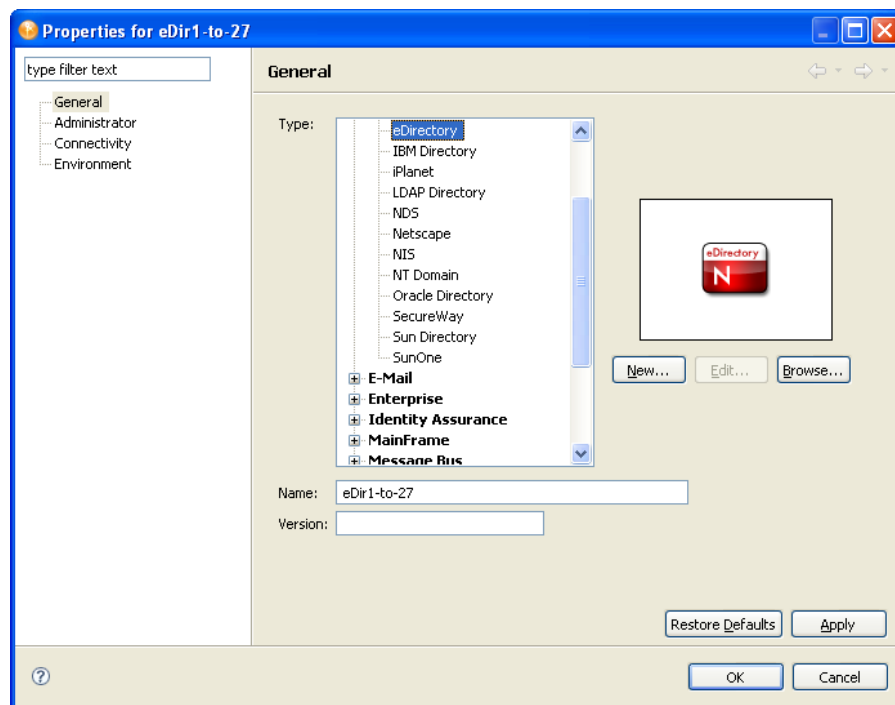 Properties for eDir1-to-27
type filter text
General
Administrator
Connectivity
Environment
General
Type:
eDirectory
IBM Directory
iPlanet
LDAP Directory
NDS
Netscape
NIS
NT Domain
Oracle Directory
SecureWay
Sun Directory
SunOne
E-Mail
Enterprise
Identity Assurance
MainFrame
Message Bus
eDirectory
N
New... Edit... Browse...
Name: eDir1-to-27
Version:
Restore Defaults Apply
? OK Cancel